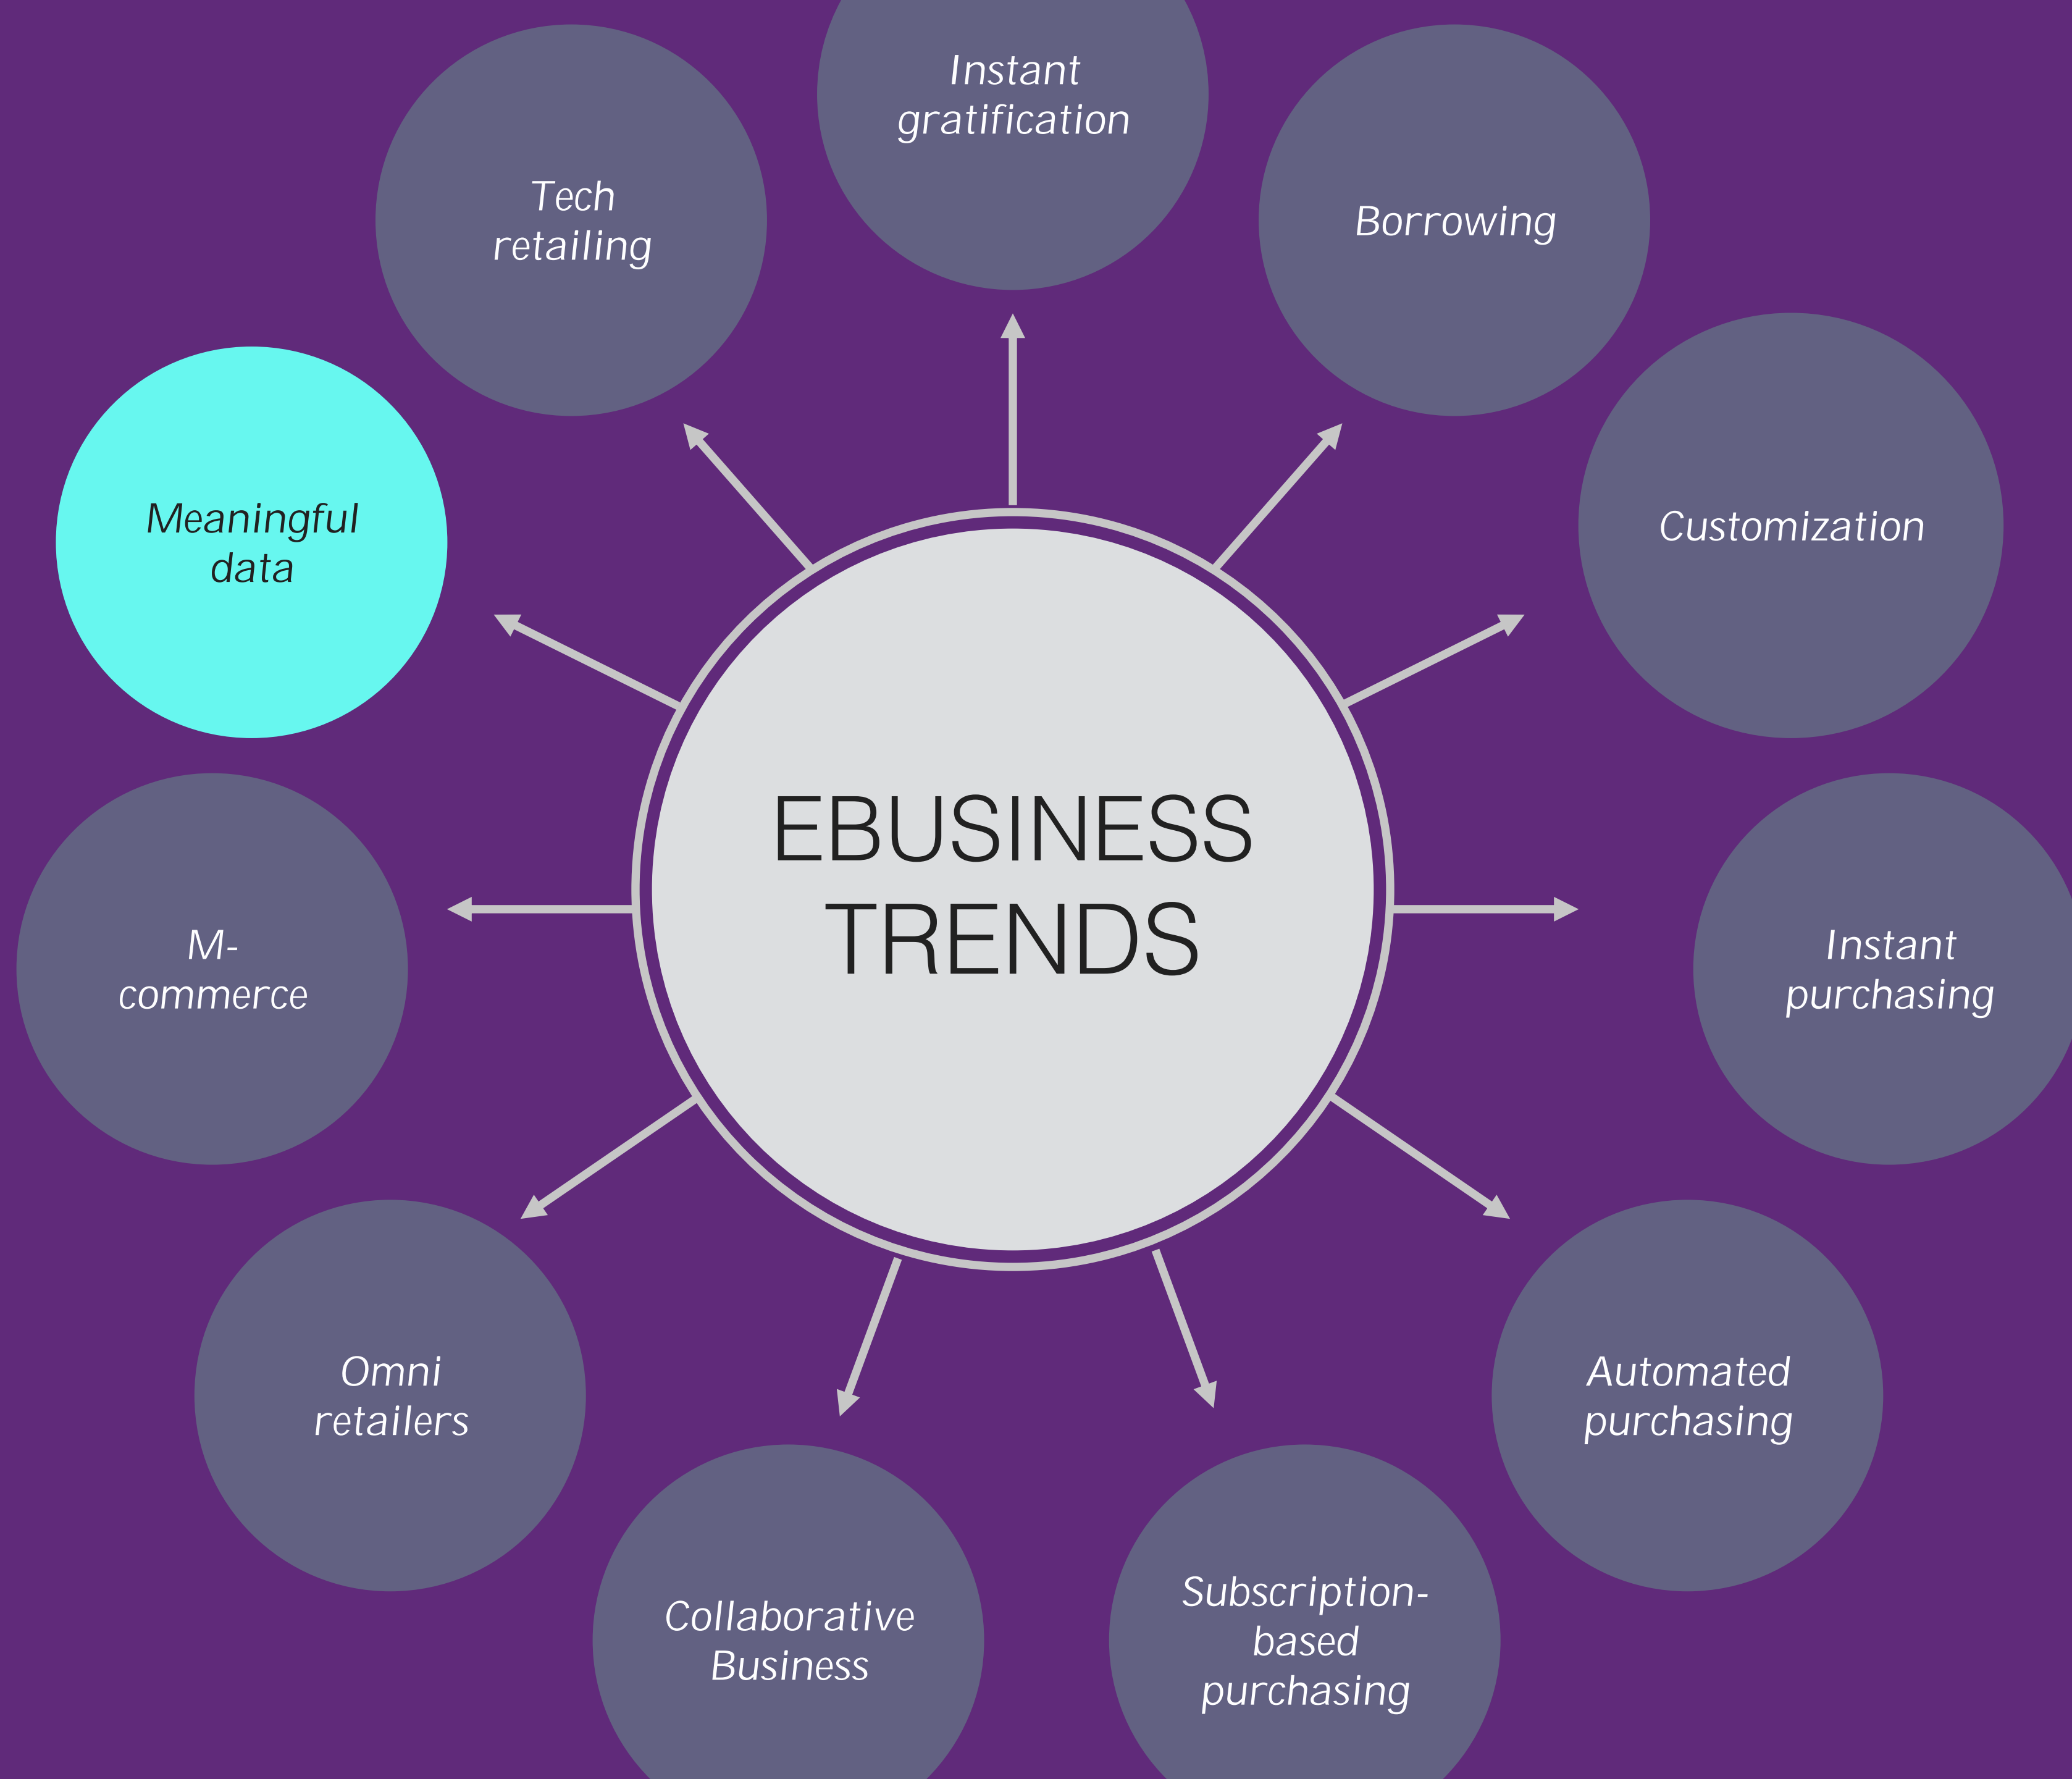 Instant
gratification
Tech
retailing
Borrowing
Meaningful
data
Customization
EBUSINESS
TRENDS
M-
commerce
Instant
purchasing
Omni
retailers
Automated
purchasing
Collaborative
Business
Subscription-
based
purchasing